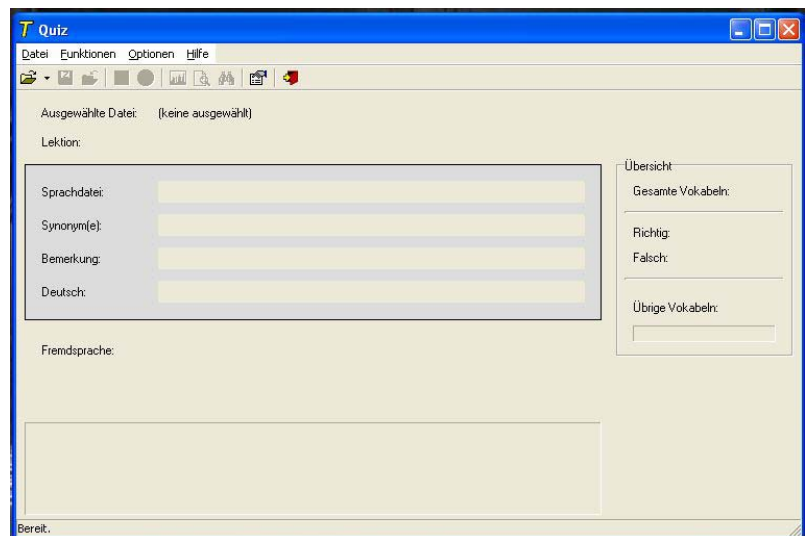 T Quiz
Datei Funktionen Optionen Hilfe
Ausgewählte Datei: (keine ausgewählt)
Lektion:
Sprachdatei:
Synonym(e):
Bemerkung:
Deutsch:
Fremdsprache:
Übersicht
Gesamte Vokabeln:
Richtig:
Falsch:
Übrige Vokabeln:
Bereit.